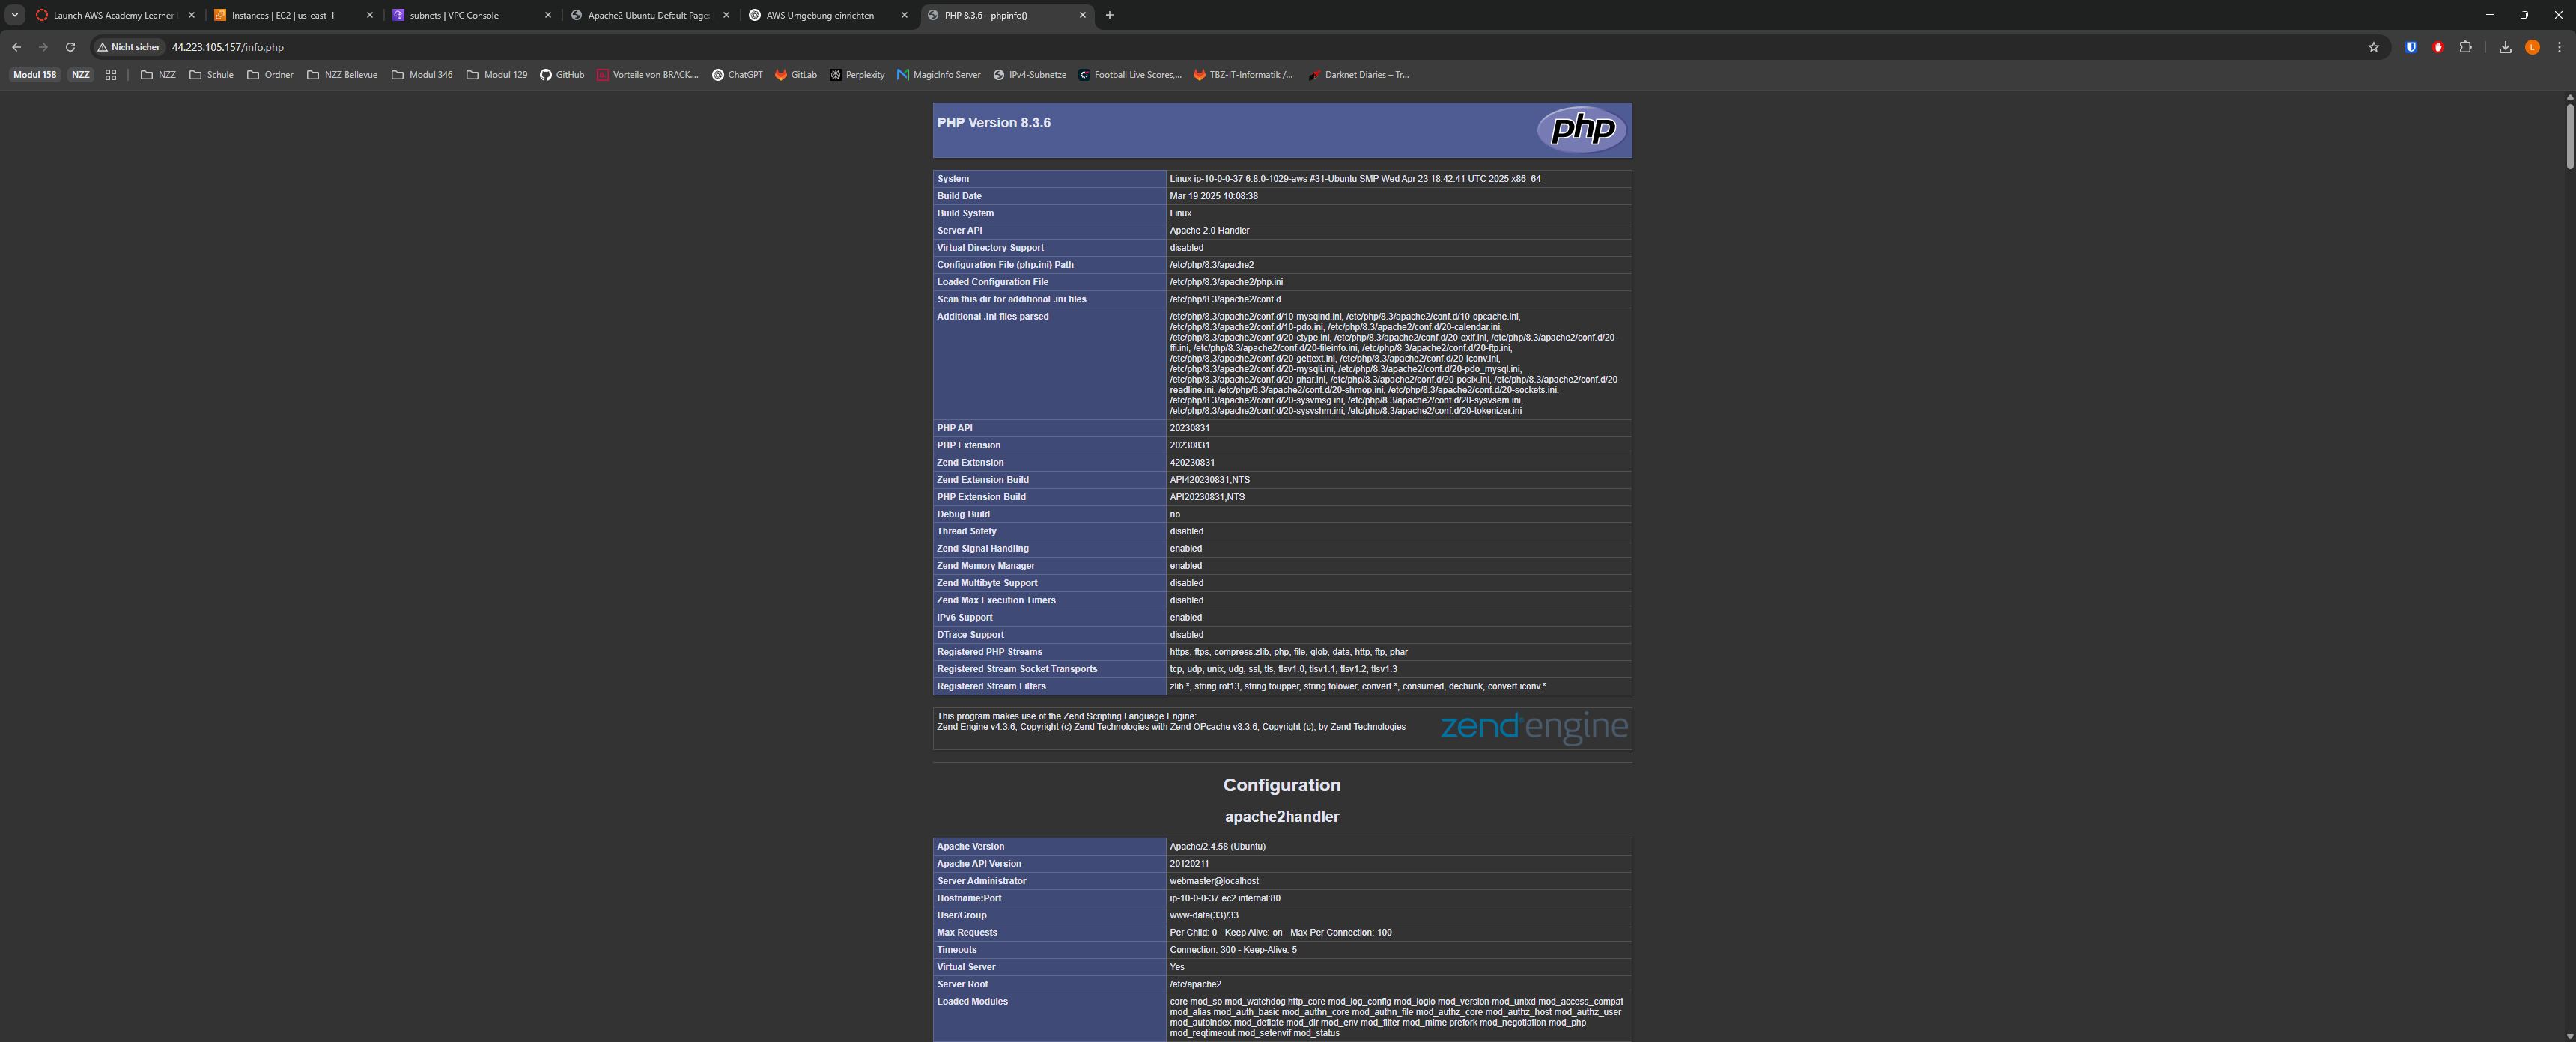 Launch AWS Academy Learner
Instances | EC2 | us-east-1
subnets | VPC Console
Apache2 Ubuntu Default Page:
AWS Umgebung einrichten
PHP 8.3.6 - phpinfo()
Nicht sicher 44.223.105.157/info.php
L
Modul 158 NZZ NZZ Schule Ordner NZZ Bellevue Modul 346 Modul 129 GitHub Vorteile von BRACK.... ChatGPT GitLab Perplexity MagicInfo Server IPv4-Subnetze Football Live Scores,... TBZ-IT-Informatik /... Darknet Diaries – Tr...
PHP Version 8.3.6
php
System Linux ip-10-0-0-37 6.8.0-1029-aws #31-Ubuntu SMP Wed Apr 23 18:42:41 UTC 2025 x86_64
Build Date Mar 19 2025 10:08:38
Build System Linux
Server API Apache 2.0 Handler
Virtual Directory Support disabled
Configuration File (php.ini) Path /etc/php/8.3/apache2
Loaded Configuration File /etc/php/8.3/apache2/php.ini
Scan this dir for additional .ini files /etc/php/8.3/apache2/conf.d
Additional .ini files parsed /etc/php/8.3/apache2/conf.d/10-mysqlnd.ini, /etc/php/8.3/apache2/conf.d/10-opcache.ini,
/etc/php/8.3/apache2/conf.d/10-pdo.ini, /etc/php/8.3/apache2/conf.d/20-calendar.ini,
/etc/php/8.3/apache2/conf.d/20-ctype.ini, /etc/php/8.3/apache2/conf.d/20-exif.ini, /etc/php/8.3/apache2/conf.d/20-
ffi.ini, /etc/php/8.3/apache2/conf.d/20-fileinfo.ini, /etc/php/8.3/apache2/conf.d/20-ftp.ini,
/etc/php/8.3/apache2/conf.d/20-gettext.ini, /etc/php/8.3/apache2/conf.d/20-iconv.ini,
/etc/php/8.3/apache2/conf.d/20-mysqli.ini, /etc/php/8.3/apache2/conf.d/20-pdo_mysql.ini,
/etc/php/8.3/apache2/conf.d/20-phar.ini, /etc/php/8.3/apache2/conf.d/20-posix.ini, /etc/php/8.3/apache2/conf.d/20-
readline.ini, /etc/php/8.3/apache2/conf.d/20-shmop.ini, /etc/php/8.3/apache2/conf.d/20-sockets.ini,
/etc/php/8.3/apache2/conf.d/20-sysvmsg.ini, /etc/php/8.3/apache2/conf.d/20-sysvsem.ini,
/etc/php/8.3/apache2/conf.d/20-sysvshm.ini, /etc/php/8.3/apache2/conf.d/20-tokenizer.ini
PHP API 20230831
PHP Extension 20230831
Zend Extension 420230831
Zend Extension Build API420230831,NTS
PHP Extension Build API20230831,NTS
Debug Build no
Thread Safety disabled
Zend Signal Handling enabled
Zend Memory Manager enabled
Zend Multibyte Support disabled
Zend Max Execution Timers disabled
IPv6 Support enabled
DTrace Support disabled
Registered PHP Streams https, ftps, compress.zlib, php, file, glob, data, http, ftp, phar
Registered Stream Socket Transports tcp, udp, unix, udg, ssl, tls, tlsv1.0, tlsv1.1, tlsv1.2, tlsv1.3
Registered Stream Filters zlib.*, string.rot13, string.toupper, string.tolower, convert.*, consumed, dechunk, convert.iconv.*
This program makes use of the Zend Scripting Language Engine:
Zend Engine v4.3.6, Copyright (c) Zend Technologies with Zend OPcache v8.3.6, Copyright (c), by Zend Technologies
zend engine
Configuration
apache2handler
Apache Version Apache/2.4.58 (Ubuntu)
Apache API Version 20120211
Server Administrator webmaster@localhost
Hostname:Port ip-10-0-0-37.ec2.internal:80
User/Group www-data(33)/33
Max Requests Per Child: 0 - Keep Alive: on - Max Per Connection: 100
Timeouts Connection: 300 - Keep-Alive: 5
Virtual Server Yes
Server Root /etc/apache2
Loaded Modules core mod_so mod_watchdog http_core mod_log_config mod_logio mod_version mod_unixd mod_access_compat
mod_alias mod_auth_basic mod_authn_core mod_authn_file mod_authz_core mod_authz_host mod_authz_user
mod_autoindex mod_deflate mod_dir mod_env mod_filter mod_mime prefork mod_negotiation mod_php
mod_reqtimeout mod_setenvif mod_status